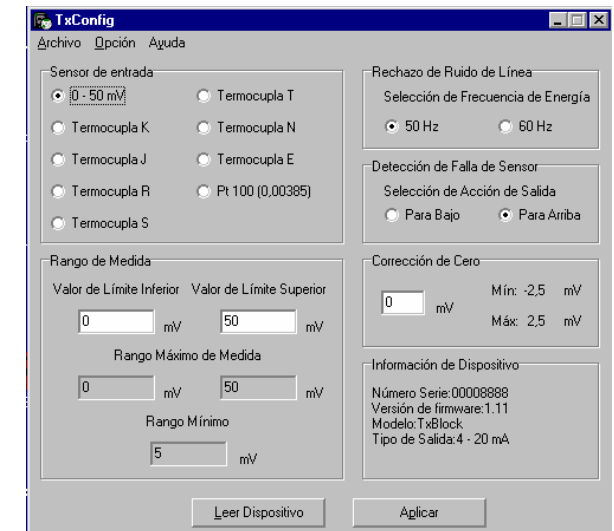 TxConfig
Archivo Opción Ayuda
Sensor de entrada
0 - 50 mV
Termocupla T
Termocupla K
Termocupla N
Termocupla J
Termocupla E
Termocupla R
Pt 100 (0,00385)
Termocupla S
Rechazo de Ruido de Línea
Selección de Frecuencia de Energía
50 Hz
60 Hz
Detección de Falla de Sensor
Selección de Acción de Salida
Para Bajo
Para Arriba
Rango de Medida
Valor de Límite Inferior
Valor de Límite Superior
0 mV
50 mV
Rango Máximo de Medida
0 mV
50 mV
Rango Mínimo
5 mV
Corrección de Cero
0 mV
Mín: -2,5 mV
Máx: 2,5 mV
Información de Dispositivo
Número Serie:00008888
Versión de firmware:1.11
Modelo:TxBlock
Tipo de Salida:4 - 20 mA
Leer Dispositivo
Aplicar